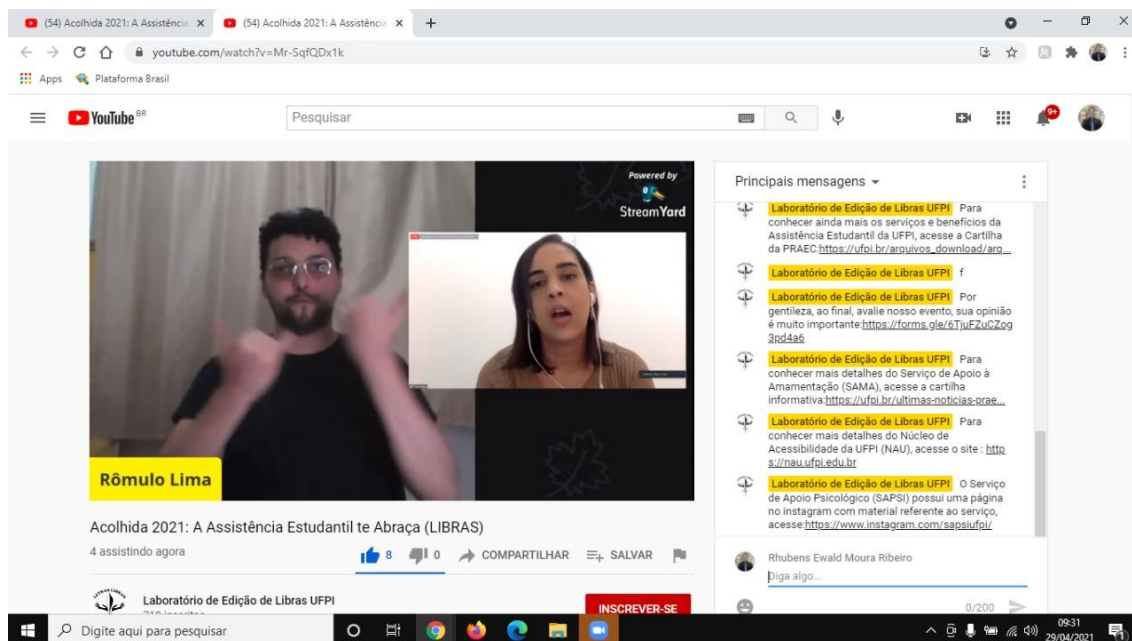 (54) Acolhida 2021: A Assistência
(54) Acolhida 2021: A Assistência
youtube.com/watch?v=Mr-SqfQDx1k
Apps
Plataforma Brasil
YouTube BR
Pesquisar
9+
Powered by
StreamYard
Rômulo Lima
Acolhida 2021: A Assistência Estudantil te Abraça (LIBRAS)
4 assistindo agora
8
0
COMPARTILHAR
SALVAR
Laboratório de Edição de Libras UFPI
INSCREVER-SE
Principais mensagens
Laboratório de Edição de Libras UFPI Para
conhecer ainda mais os serviços e benefícios da
Assistência Estudantil da UFPI, acesse a Cartilha
da PRAEC:https://ufpi.br/arquivos_download/arq...
Laboratório de Edição de Libras UFPI f
Laboratório de Edição de Libras UFPI Por
gentileza, ao final, avalie nosso evento, sua opinião
é muito importante:https://forms.gle/6TjuFZuCZog
3pd4a6
Laboratório de Edição de Libras UFPI Para
conhecer mais detalhes do Serviço de Apoio à
Amamentação (SAMA), acesse a cartilha
informativa:https://ufpi.br/ultimas-noticias-prae...
Laboratório de Edição de Libras UFPI Para
conhecer mais detalhes do Núcleo de
Acessibilidade da UFPI (NAU), acesse o site : http
s://nau.ufpi.edu.br
Laboratório de Edição de Libras UFPI O Serviço
de Apoio Psicológico (SAPSI) possui uma página
no instagram com material referente ao serviço,
acesse:https://www.instagram.com/sapsiufpi/
Rhubens Ewald Moura Ribeiro
Diga algo...
0/200
Digite aqui para pesquisar
09:31
29/04/2021